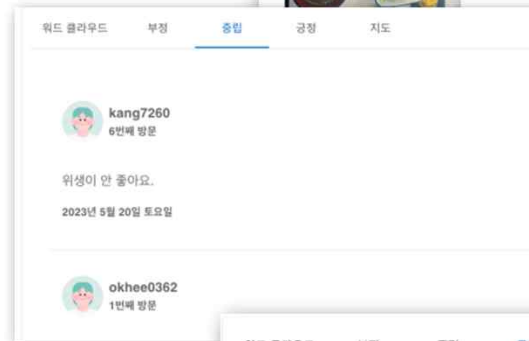 워드 클라우드 부정 중립 긍정 지도
kang7260
6번째 방문
위생이 안 좋아요.
2023년 5월 20일 토요일
okhee0362
1번째 방문